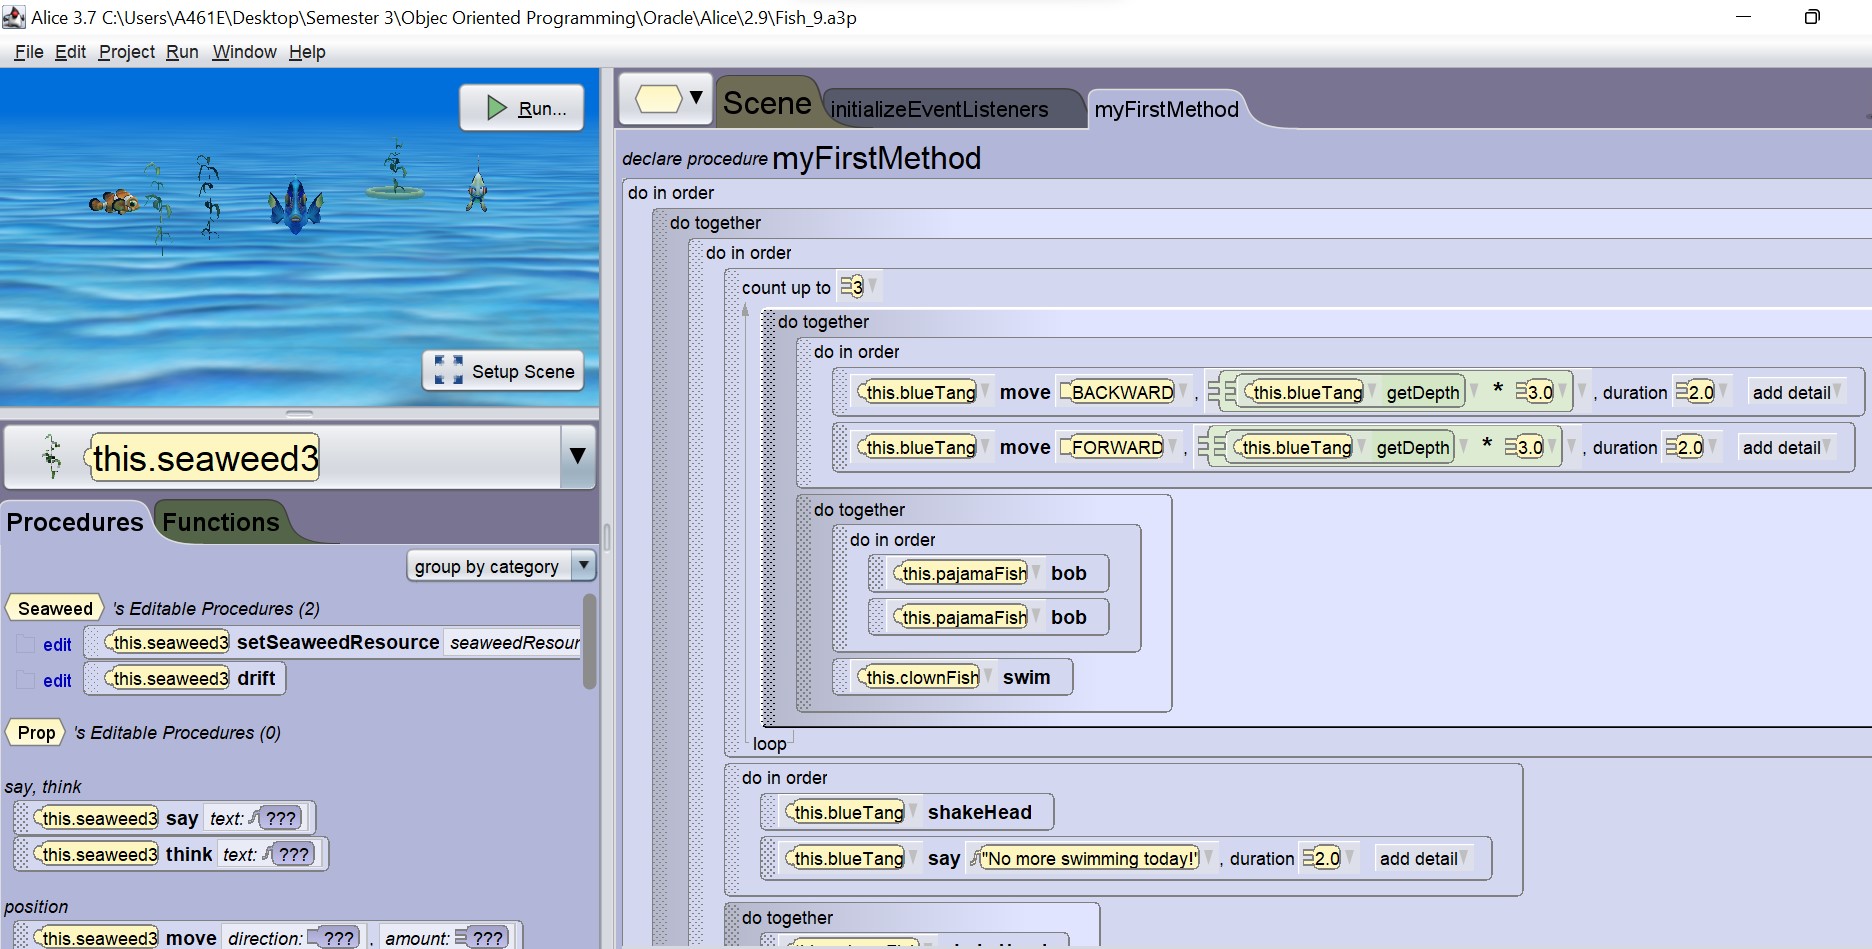 Alice 3.7 C:\Users\A461E\Desktop\Semester 3\Objec Oriented Programming\Oracle\Alice\2.9\Fish_9.a3p
File Edit Project Run Window Help
Run...
Setup Scene
this.seaweed3
Procedures Functions
group by category
Seaweed 's Editable Procedures (2)
edit this.seaweed3 setSeaweedResource seaweedResour
edit this.seaweed3 drift
Prop 's Editable Procedures (0)
say, think
this.seaweed3 say text: ???
this.seaweed3 think text: ???
position
this.seaweed3 move direction: ??? , amount: ???
Scene initializeEventListeners myFirstMethod
declare procedure myFirstMethod
do in order
do together
do in order
count up to 3
do together
do in order
this.blueTang move BACKWARD , this.blueTang getDepth * 3.0 , duration 2.0 add detail
this.blueTang move FORWARD , this.blueTang getDepth * 3.0 , duration 2.0 add detail
do together
do in order
this.pajamaFish bob
this.pajamaFish bob
this.clownFish swim
loop
do in order
this.blueTang shakeHead
this.blueTang say "No more swimming today!" , duration 2.0 add detail
do together